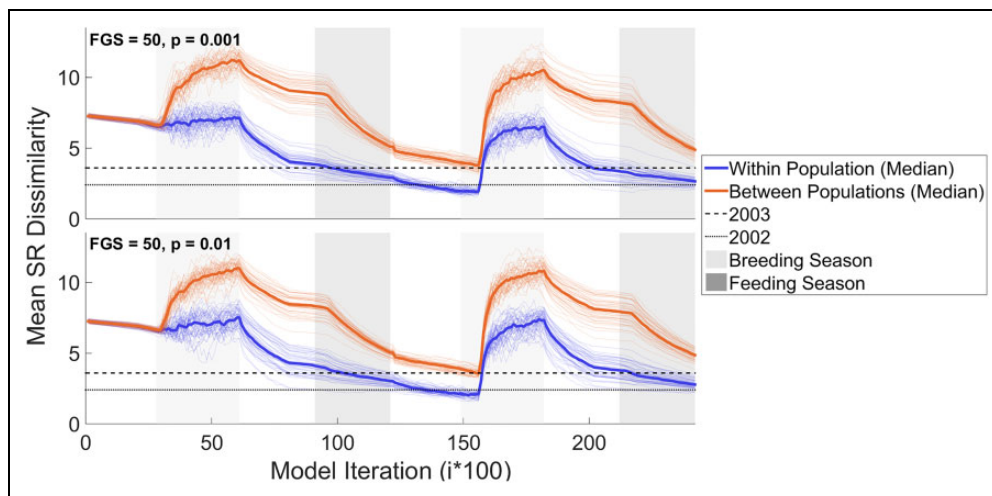 FGS = 50, p = 0.001
10
5
0
FGS = 50, p = 0.01
10
5
0
0
50
100
150
200
Mean SR Dissimilarity
Model Iteration (i*100)
Within Population (Median)
Between Populations (Median)
2003
2002
Breeding Season
Feeding Season